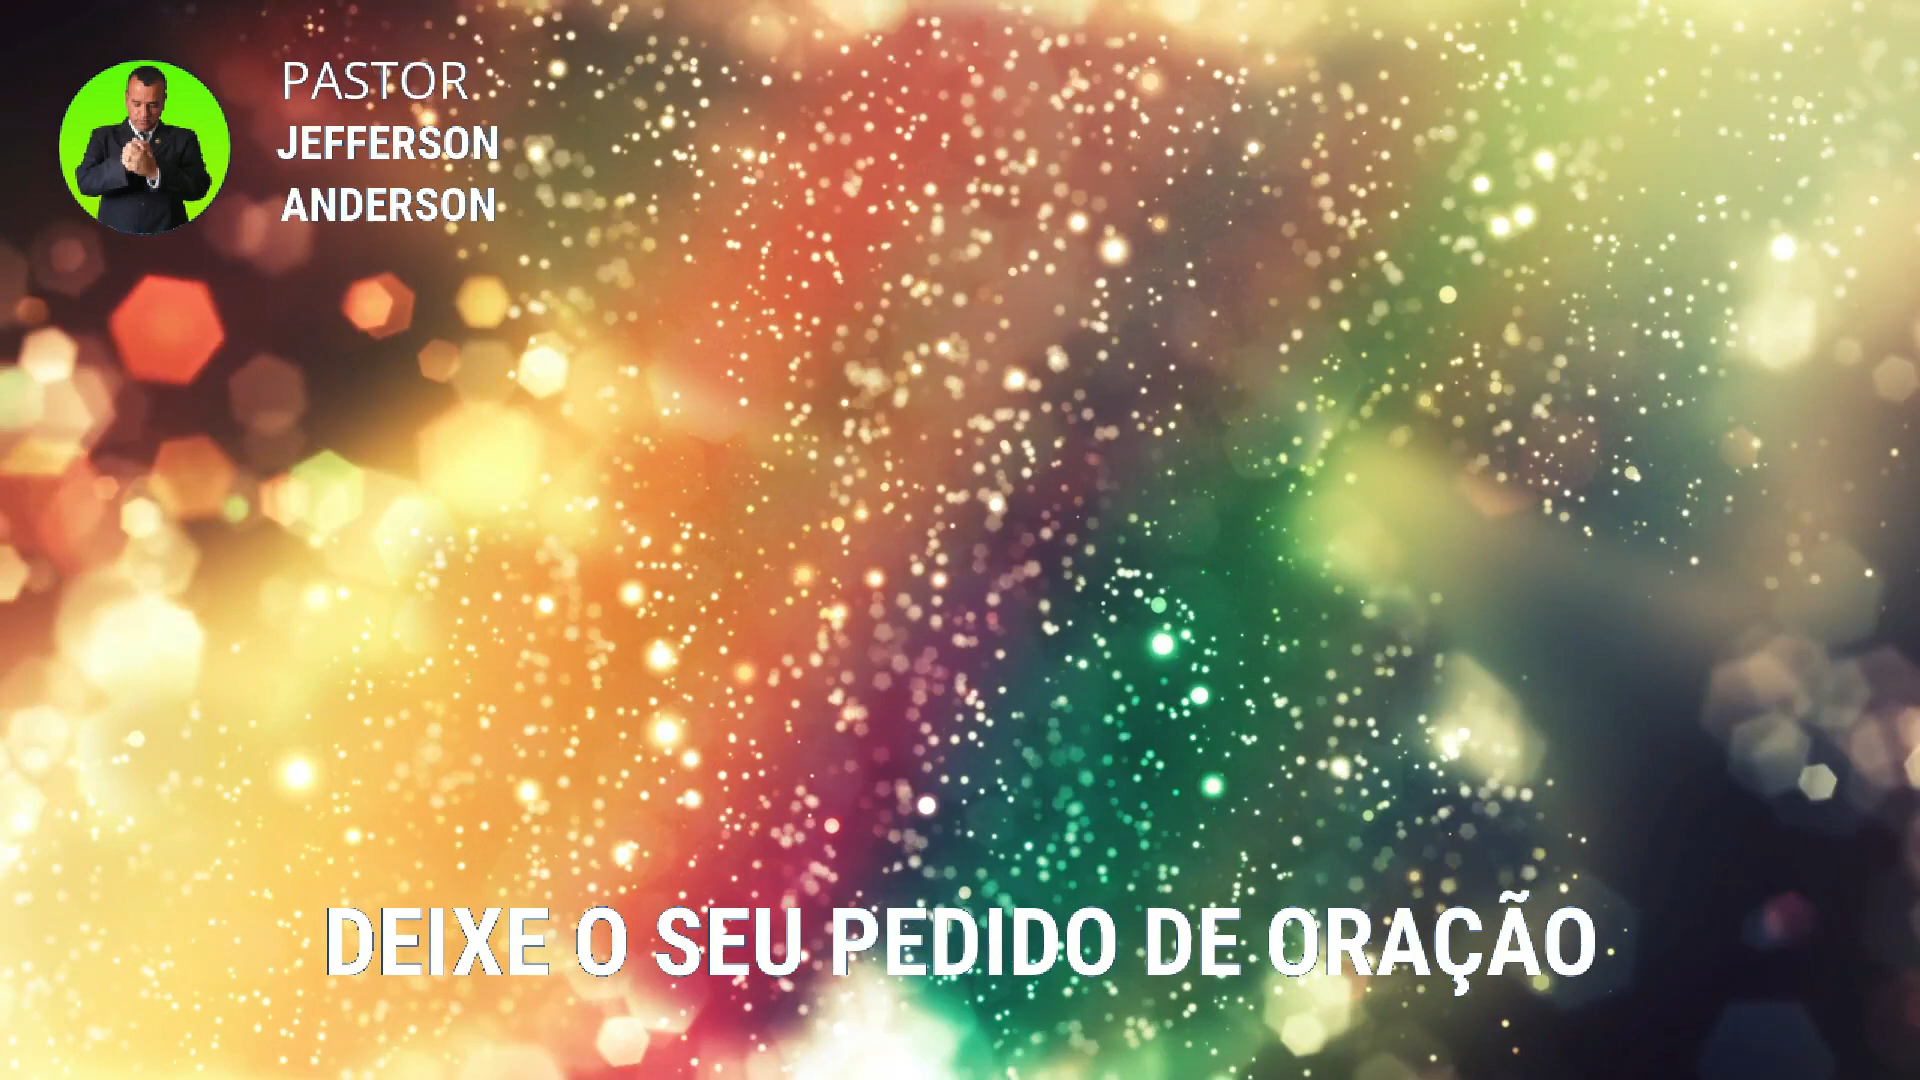 PASTOR
JEFFERSON
ANDERSON
DEIXE O SEU PEDIDO DE ORAÇÃO